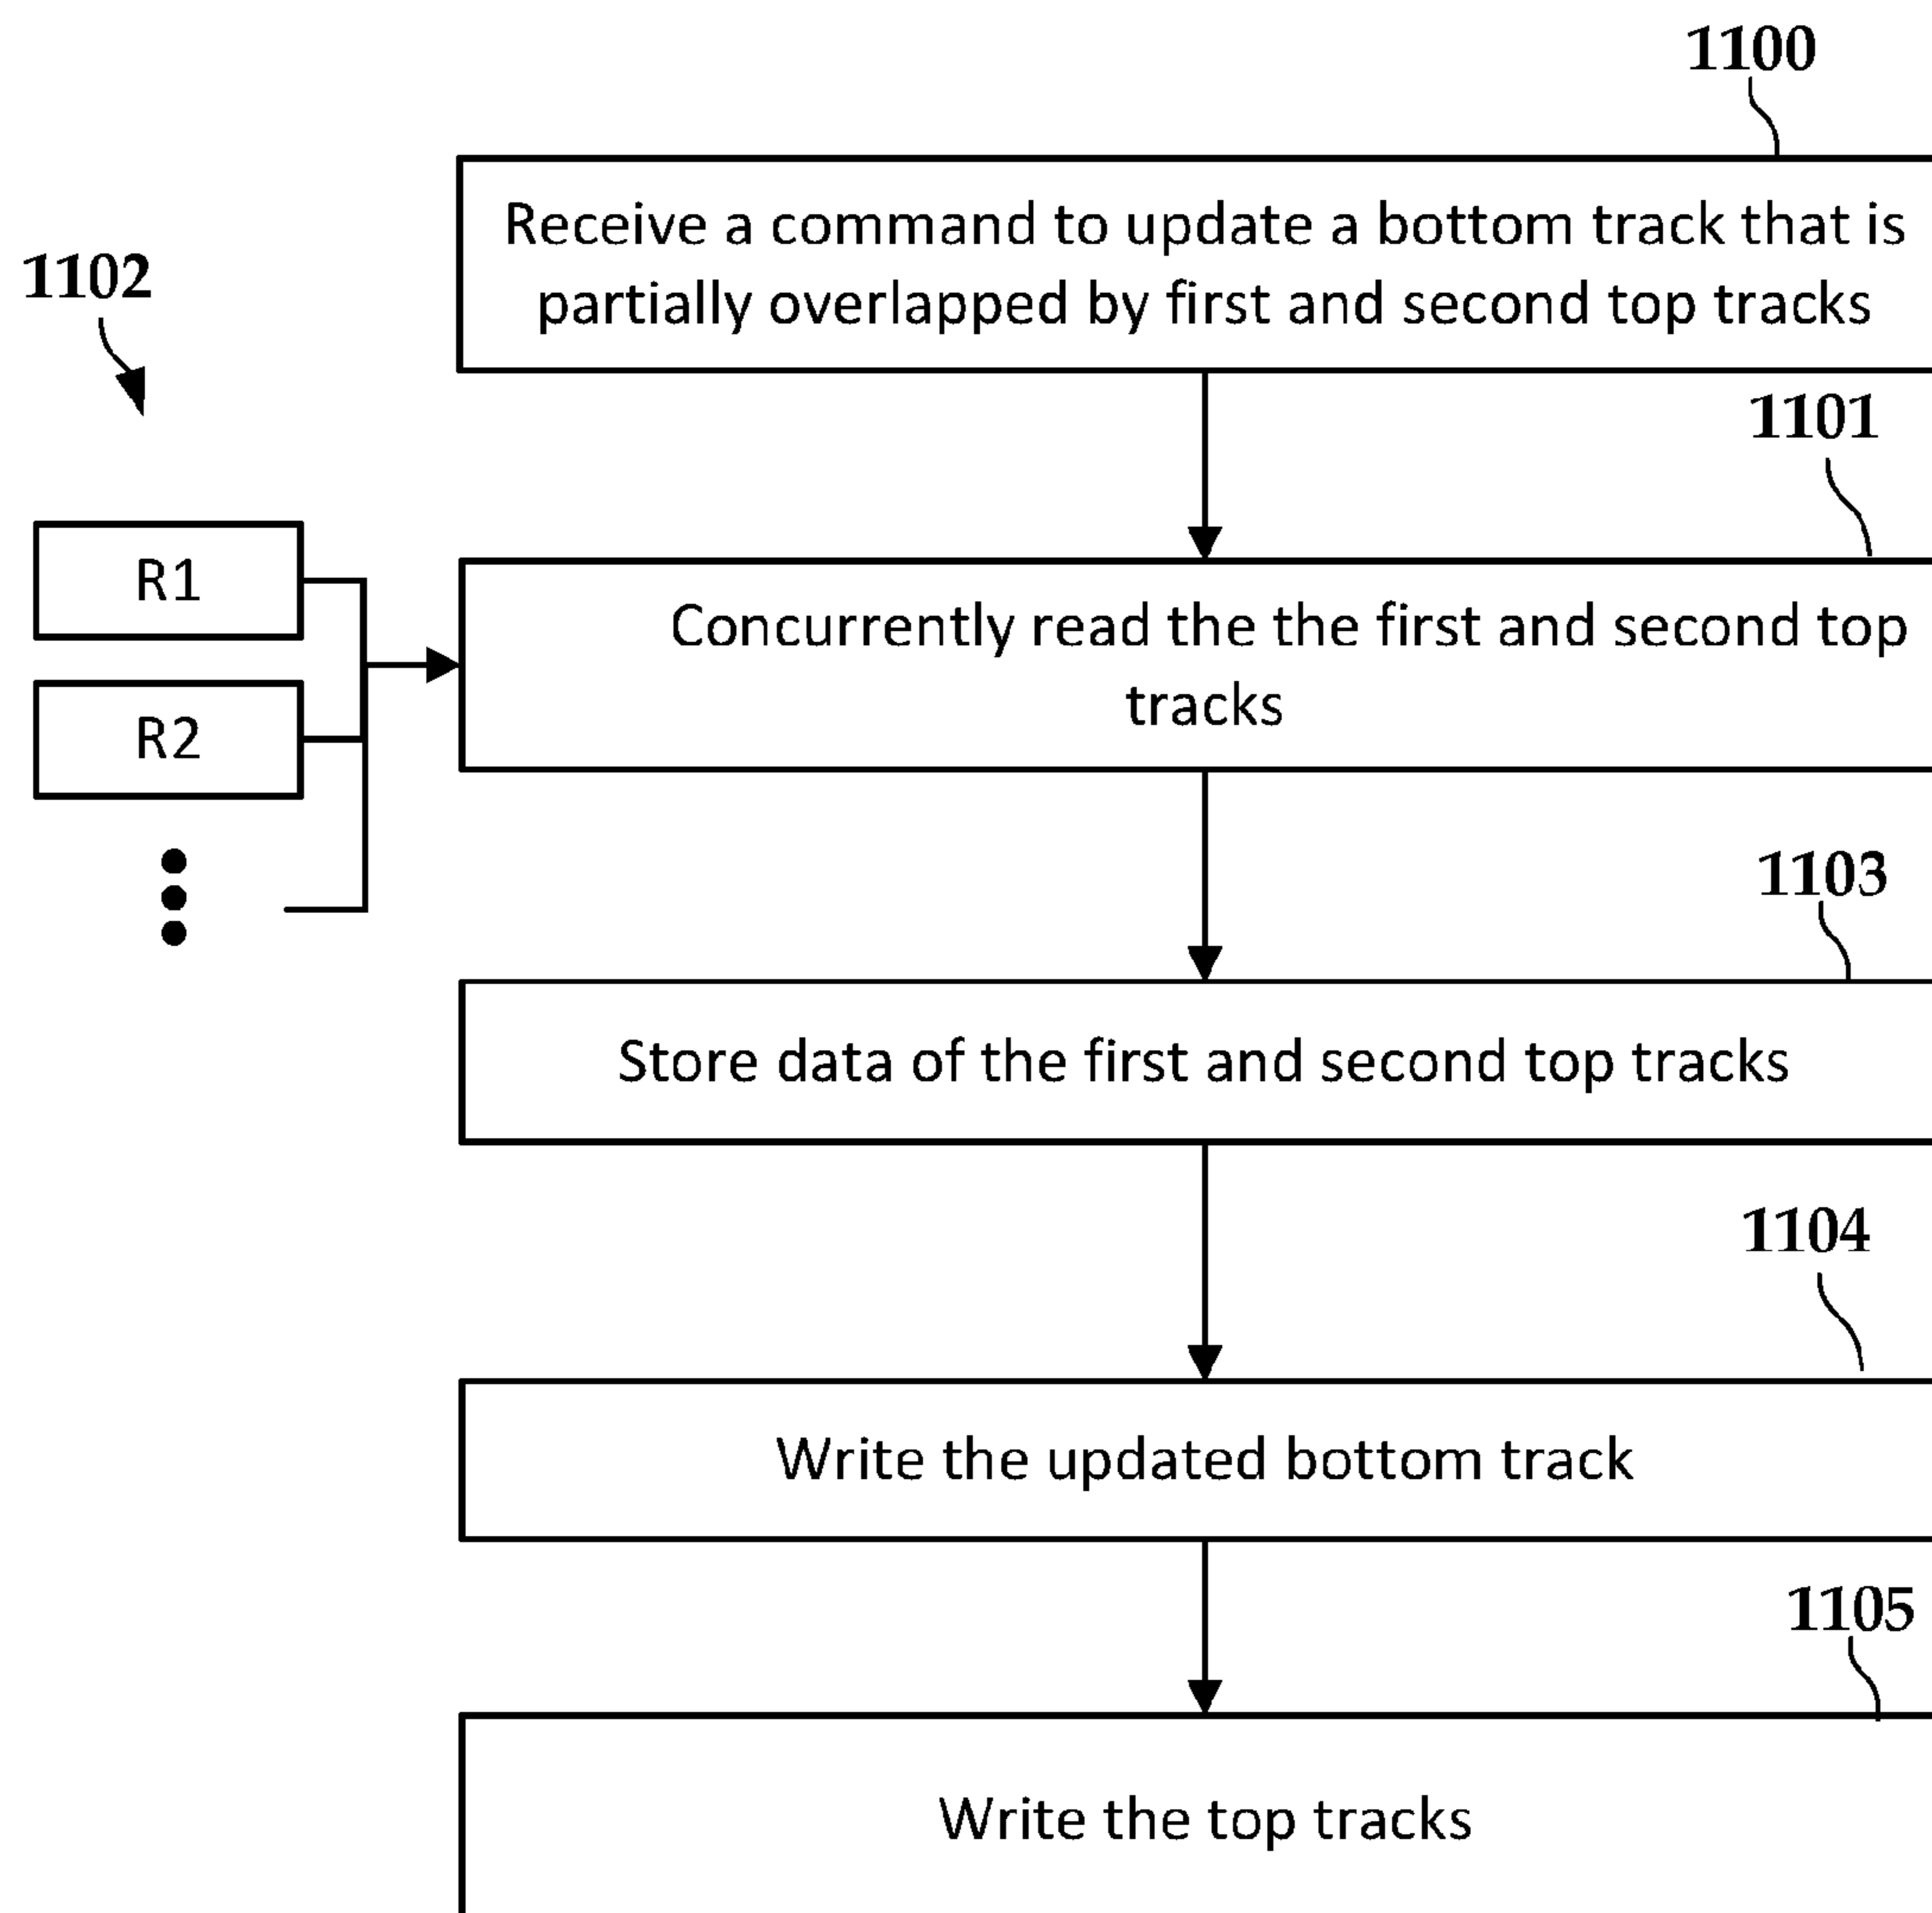 1100
Receive a command to update a bottom track that is
partially overlapped by first and second top tracks
1102
1101
R1
Concurrently read the the first and second top
tracks
R2
1103
Store data of the first and second top tracks
1104
Write the updated bottom track
1105
Write the top tracks